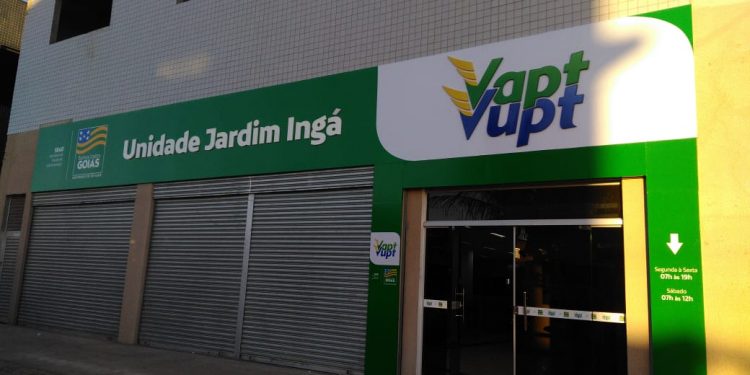 Unidade Jardim Ingá
Vapt
Vupt
GOIÁS
Vapt
Vupt
Segunda à Sexta
07h às 19h
Sábado
07h às 12h